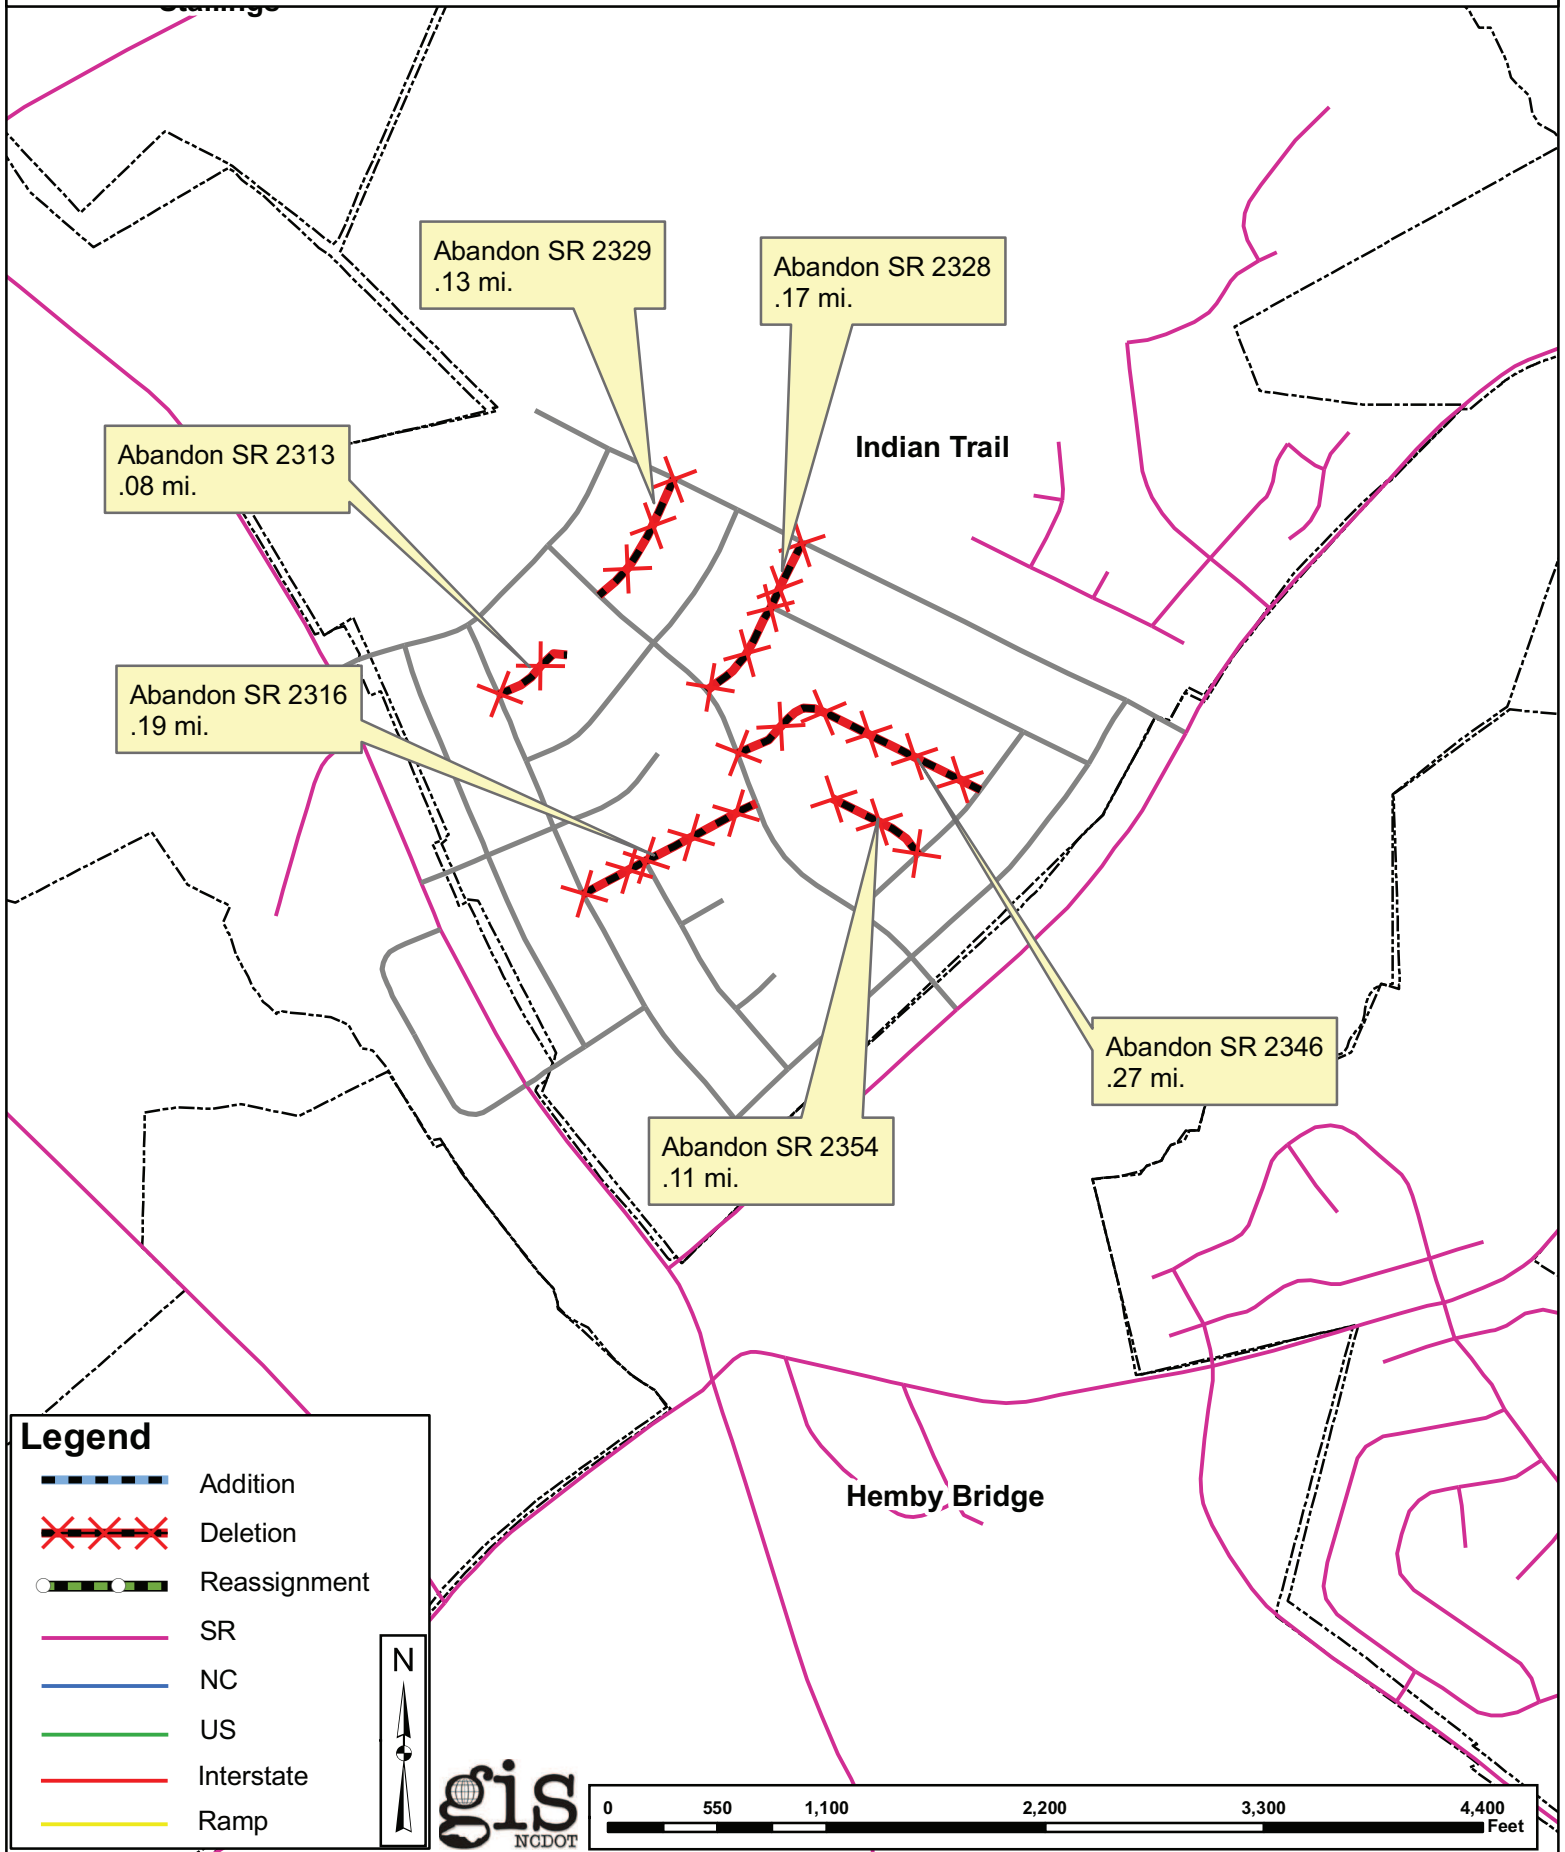 Stallings
Abandon SR 2329
.13 mi.
Abandon SR 2328
.17 mi.
Indian Trail
Abandon SR 2313
.08 mi.
Abandon SR 2316
.19 mi.
Abandon SR 2346
.27 mi.
Abandon SR 2354
.11 mi.
Hemby Bridge
Legend
Addition
Deletion
Reassignment
SR
NC
US
Interstate
Ramp
N
gis
NCDOT
0 550 1,100 2,200 3,300 4,400
Feet